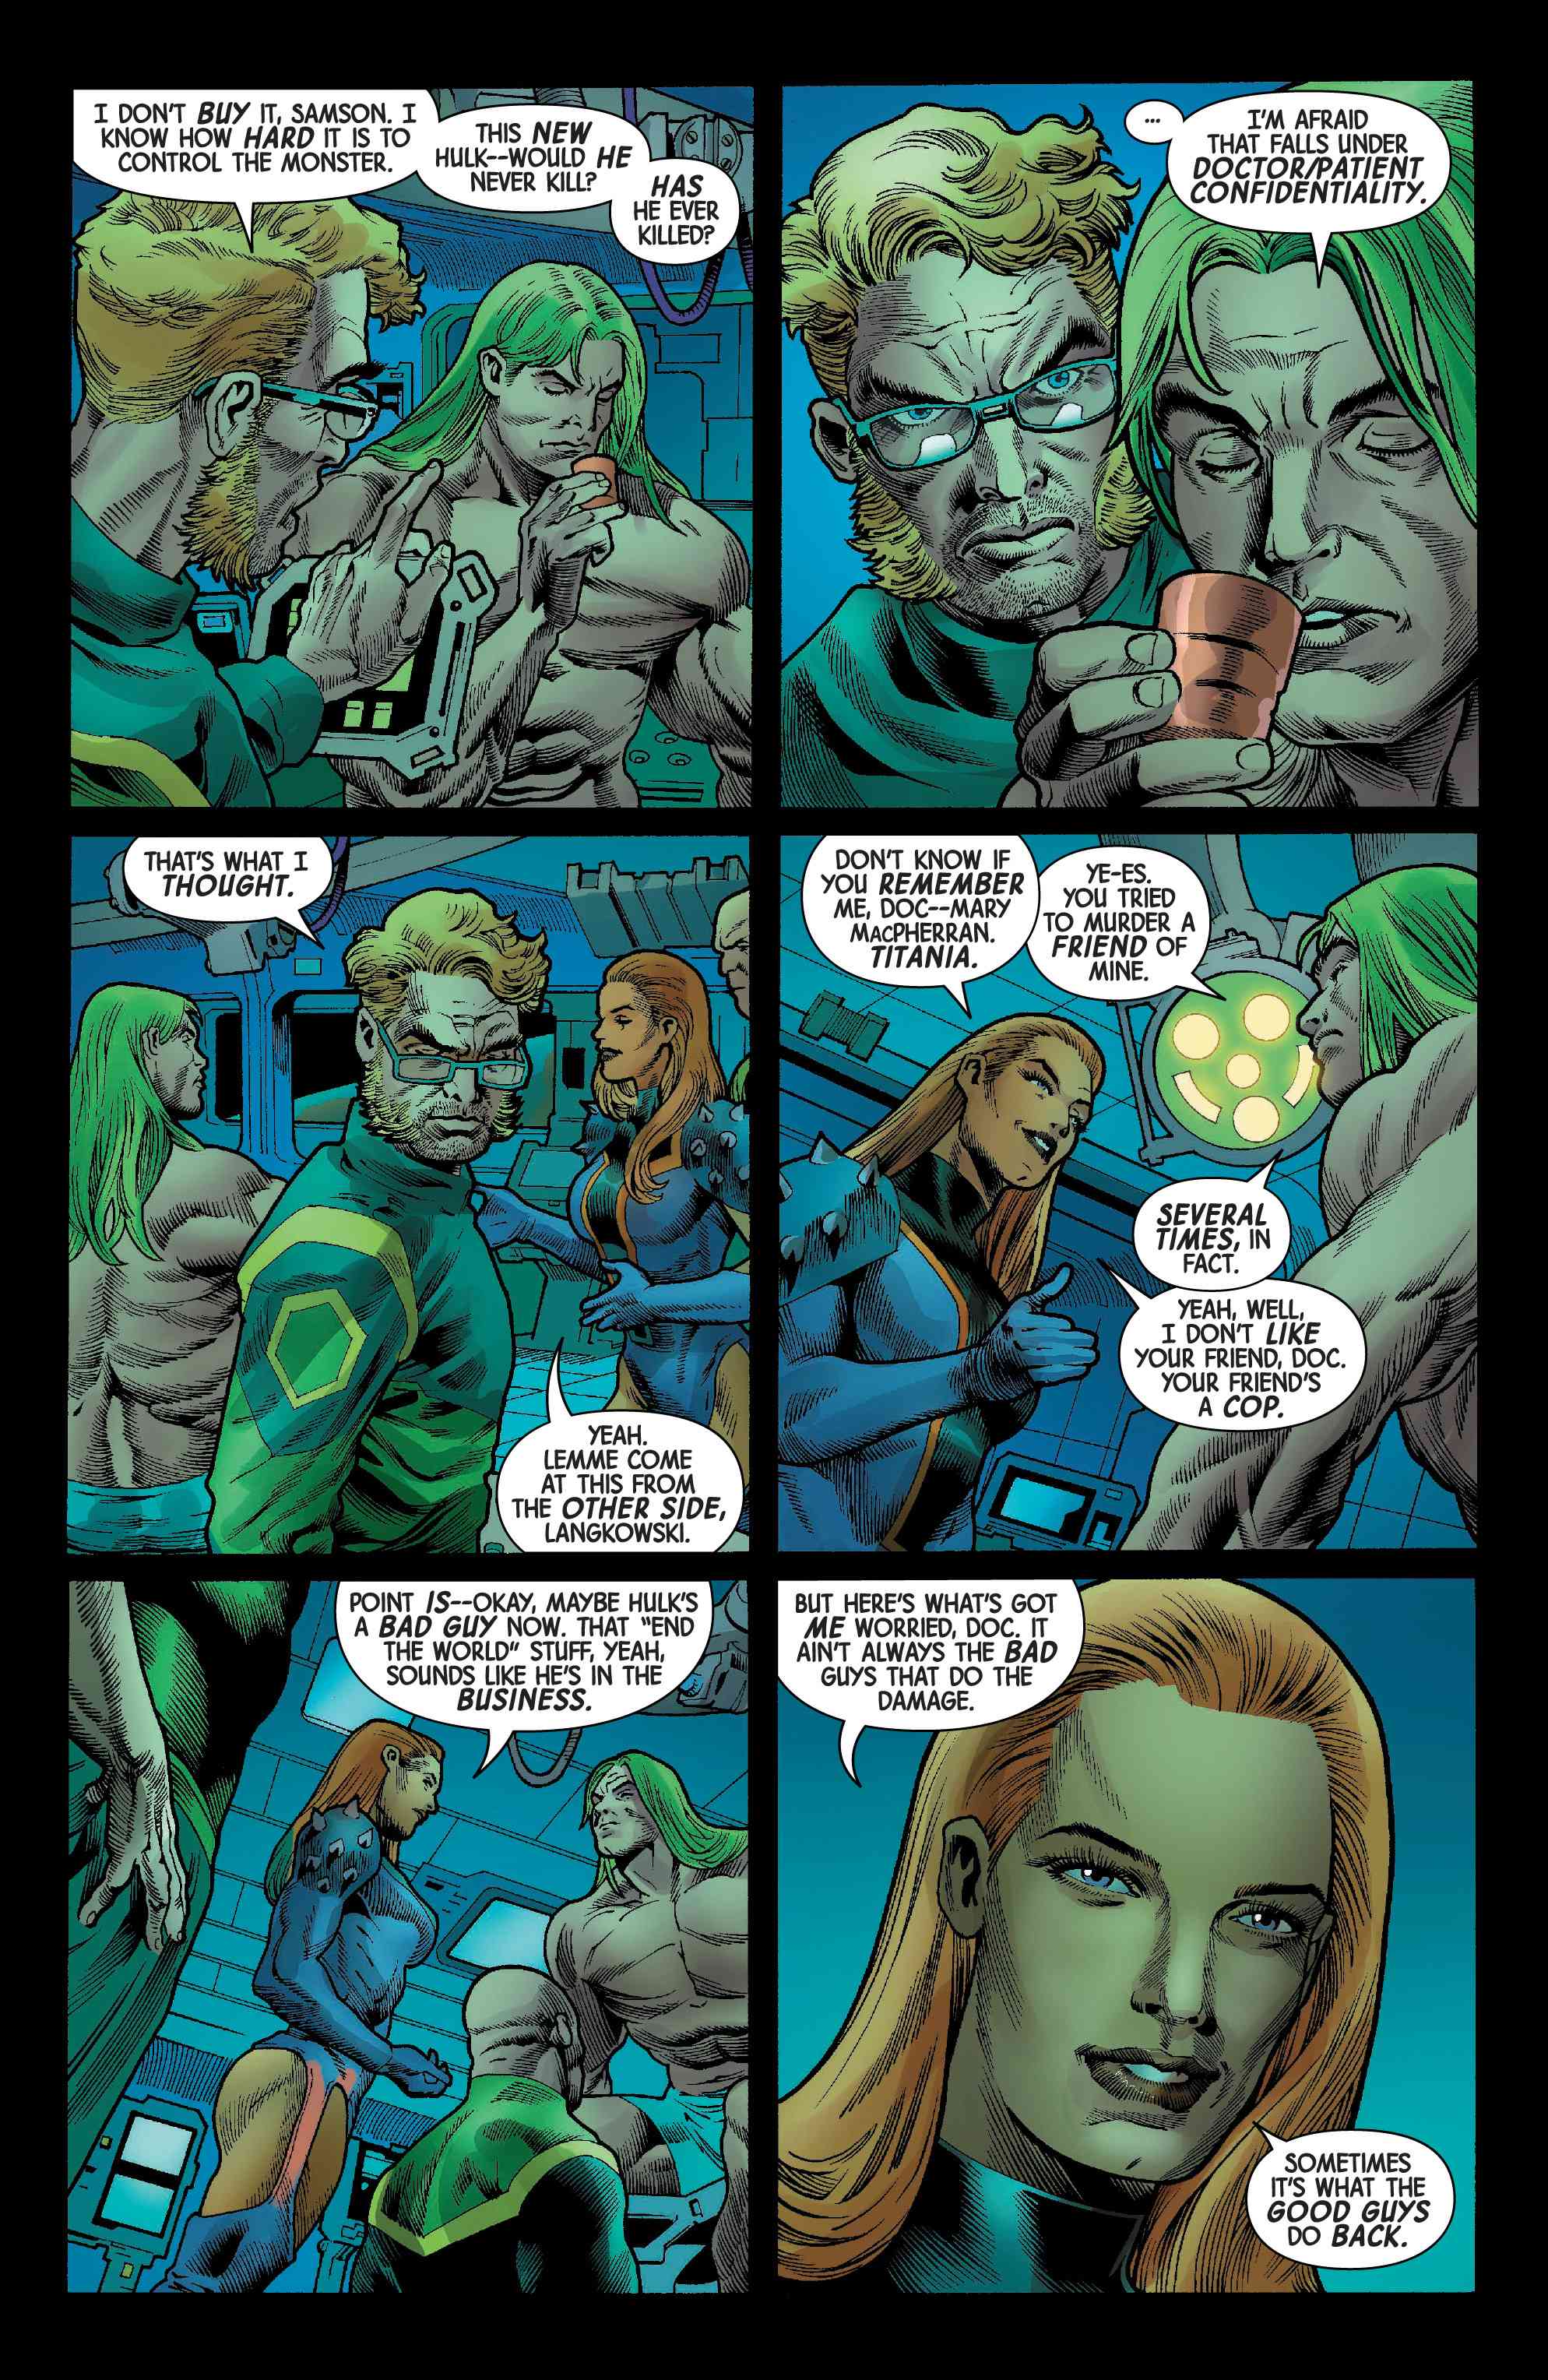 I DON'T BUY IT, SAMSON. I
KNOW HOW HARD IT IS TO
CONTROL THE MONSTER.
THIS NEW
HULK--WOULD HE
NEVER KILL?
HAS
HE EVER
KILLED?
...
I'M AFRAID
THAT FALLS UNDER
DOCTOR/PATIENT
CONFIDENTIALITY.
THAT'S WHAT I
THOUGHT.
YEAH.
LEMME COME
AT THIS FROM
THE OTHER SIDE,
LANGKOWSKI.
DON'T KNOW IF
YOU REMEMBER
ME, DOC--MARY
MACPHERRAN.
TITANIA.
YE-ES.
YOU TRIED
TO MURDER A
FRIEND OF
MINE.
SEVERAL
TIMES, IN
FACT.
YEAH, WELL,
I DON'T LIKE
YOUR FRIEND, DOC.
YOUR FRIEND'S
A COP.
POINT IS--OKAY, MAYBE HULK'S
A BAD GUY NOW. THAT "END
THE WORLD" STUFF, YEAH,
SOUNDS LIKE HE'S IN THE
BUSINESS.
BUT HERE'S WHAT'S GOT
ME WORRIED, DOC. IT
AIN'T ALWAYS THE BAD
GUYS THAT DO THE
DAMAGE.
SOMETIMES
IT'S WHAT THE
GOOD GUYS
DO BACK.